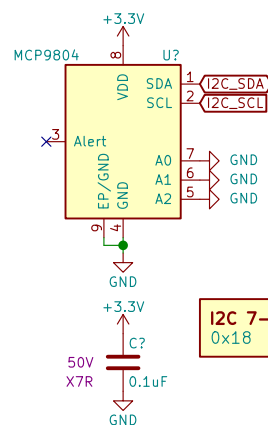 +3.3V
MCP9804
U?
8
VDD
SDA
1
I2C_SDA
SCL
2
I2C_SCL
3
Alert
A0
7
GND
A1
6
GND
A2
5
GND
EP/GND
GND
9
4
GND
+3.3V
C?
50V
X7R
0.1uF
GND
I2C 7-
0x18